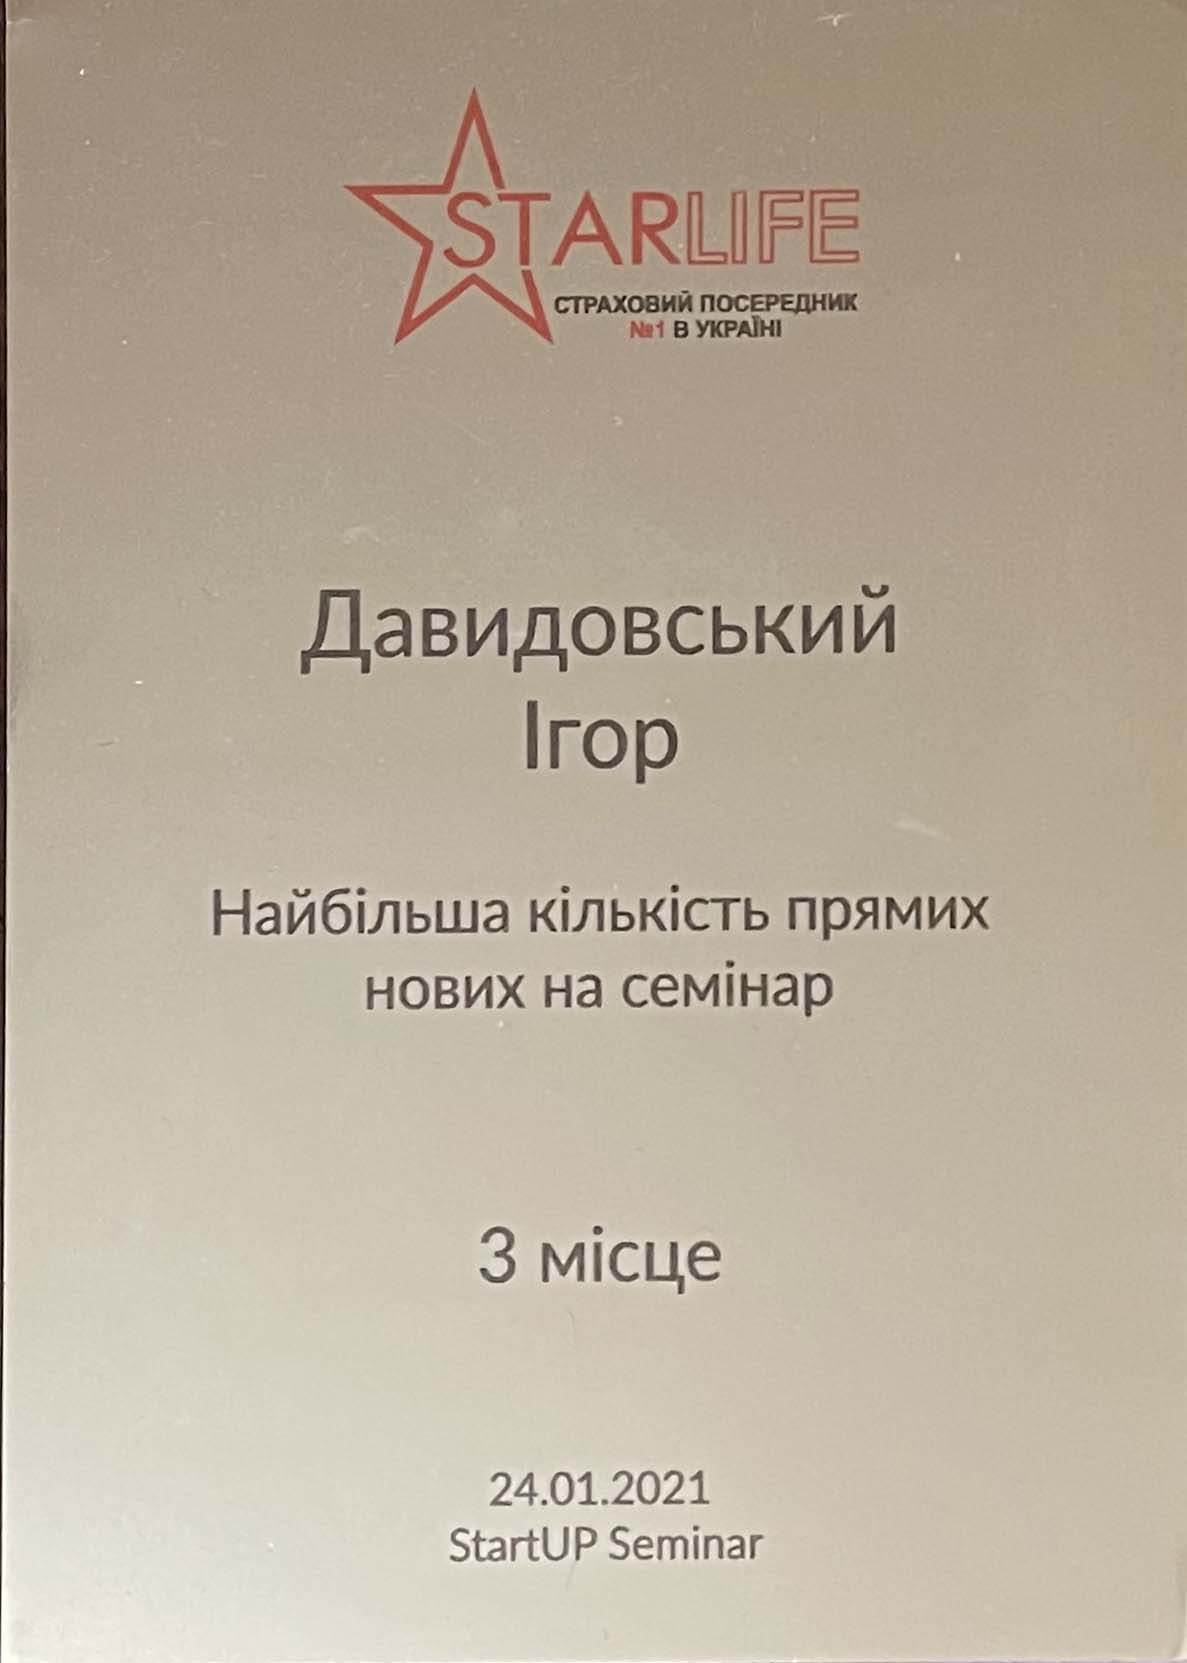 STARLIFE
СТРАХОВИЙ ПОСЕРЕДНИК
№1 В УКРАЇНІ
Давидовський
Ігор
Найбільша кількість прямих
нових на семінар
3 місце
24.01.2021
StartUP Seminar